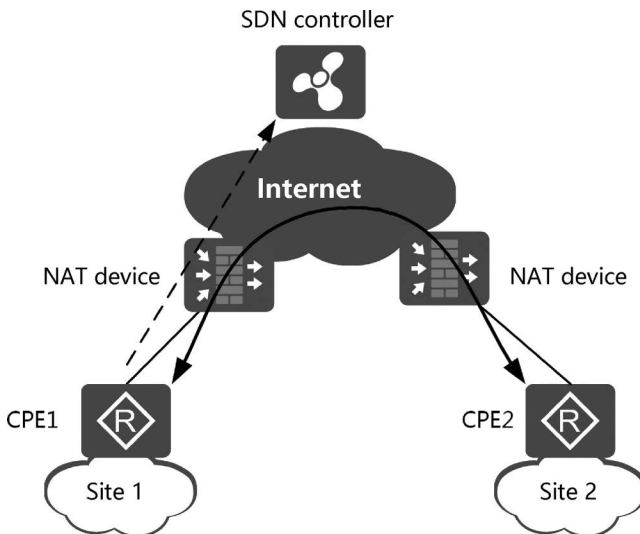 SDN controller
Internet
NAT device
NAT device
CPE1
R
CPE2
R
Site 1
Site 2